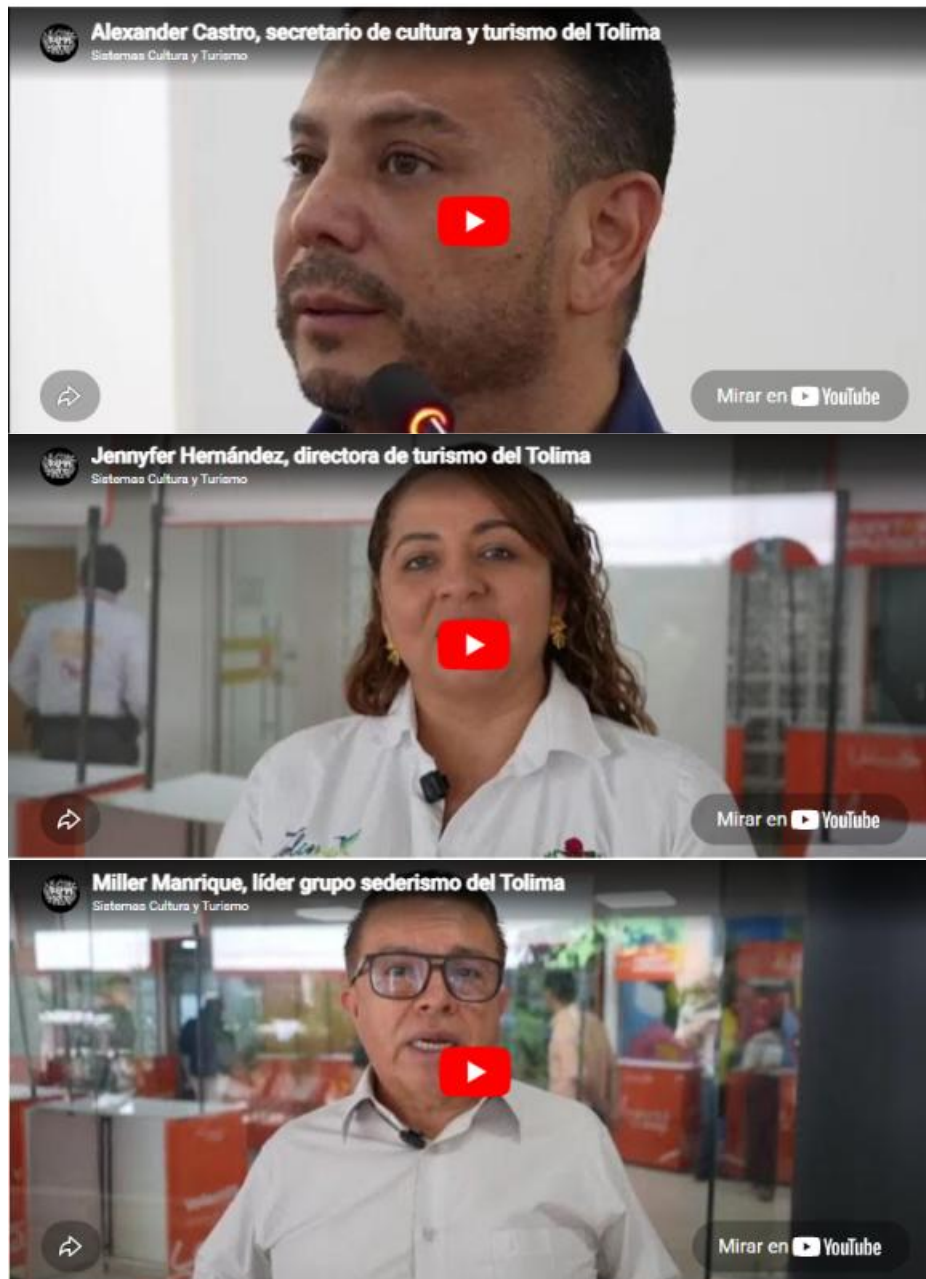 Alexander Castro, secretario de cultura y turismo del Tolima
Sistemas Cultura y Turismo
Mirar en YouTube
Jennyfer Hernández, directora de turismo del Tolima
Sistemas Cultura y Turismo
Mirar en YouTube
Miller Manrique, líder grupo sederismo del Tolima
Sistemas Cultura y Turismo
Mirar en YouTube